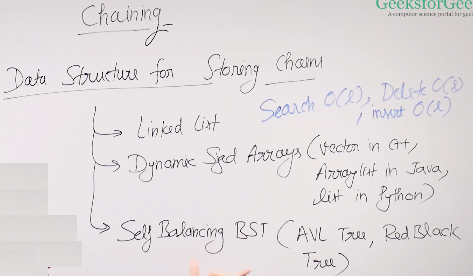 GeeksforGee
A computer science portal for gee
Chaining
Data Structure for Storing Chains
Search O(l), Delete O(l)
, insert O(l)
Linked List
Dynamic Sized Arrays (Vector in C++,
ArrayList in Java,
list in Python)
Self Balancing BST (AVL Tree, Red Black
Tree)